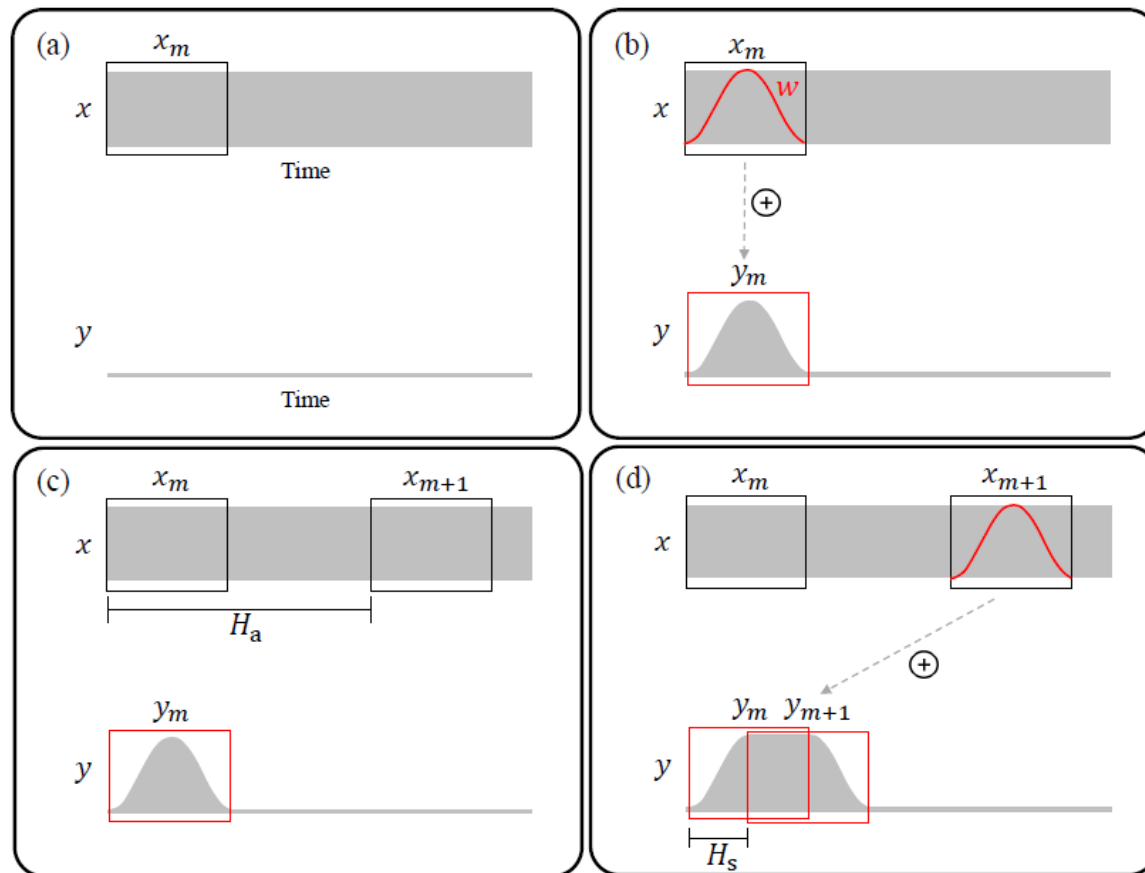 (a)
x_m
x
Time
y
Time
(b)
x_m
w
x
⊕
y_m
y
(c)
x_m x_{m+1}
x
H_a
y_m
y
(d)
x_m x_{m+1}
x
⊕
y_m y_{m+1}
y
H_s